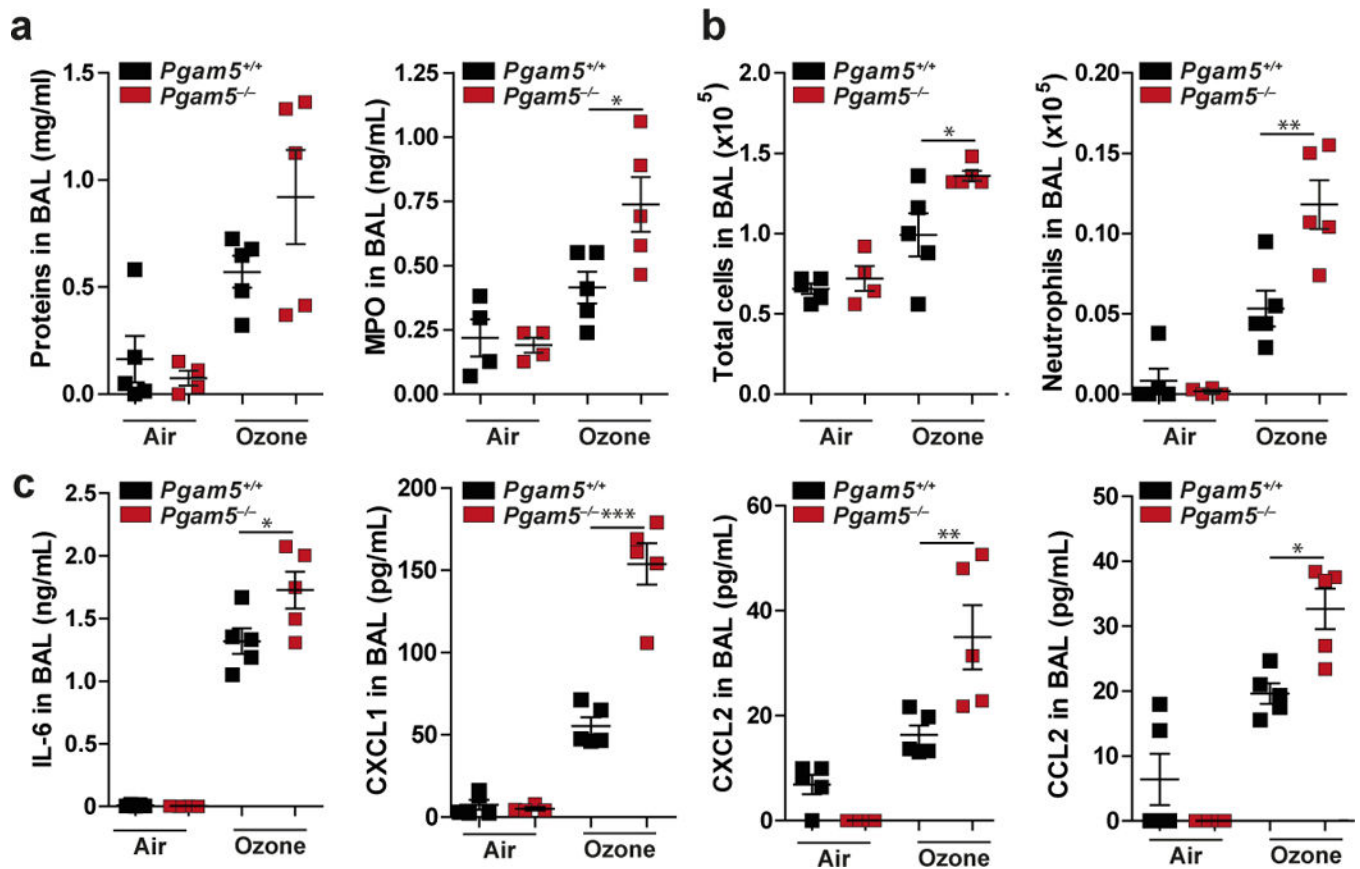 a
Pgam5+/+
Pgam5−/−
Proteins in BAL (mg/ml)
1.5
1.0
0.5
0.0
Air
Ozone
Pgam5+/+
Pgam5−/−
MPO in BAL (ng/mL)
1.25
1.00
0.75
0.50
0.25
0.00
*
Air
Ozone
b
Pgam5+/+
Pgam5−/−
Total cells in BAL (x10 5)
2.0
1.5
1.0
0.5
0.0
*
Air
Ozone
Pgam5+/+
Pgam5−/−
Neutrophils in BAL (x10 5)
0.20
0.15
0.10
0.05
0.00
**
Air
Ozone
c
Pgam5+/+
Pgam5−/−
IL-6 in BAL (ng/mL)
2.5
2.0
1.5
1.0
0.5
0
*
Air
Ozone
Pgam5+/+
Pgam5−/−
CXCL1 in BAL (pg/mL)
200
150
100
50
0
***
Air
Ozone
Pgam5+/+
Pgam5−/−
CXCL2 in BAL (pg/mL)
60
40
20
0
**
Air
Ozone
Pgam5+/+
Pgam5−/−
CCL2 in BAL (pg/mL)
50
40
30
20
10
0
*
Air
Ozone